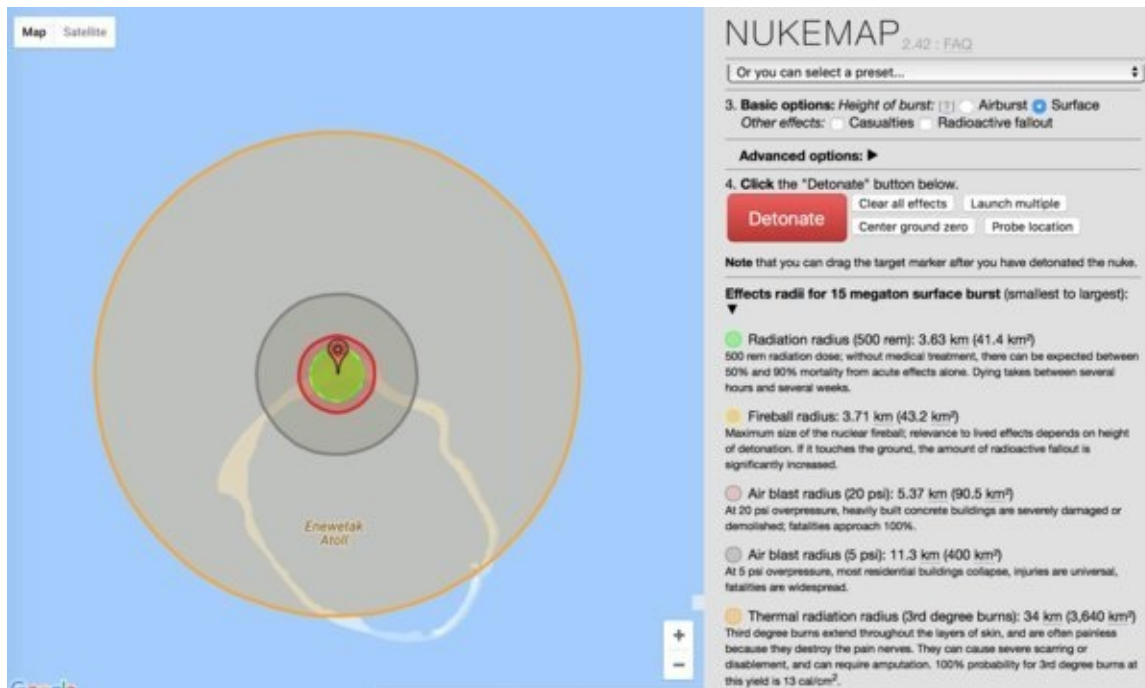 Map Satellite
Enewetak
Atoll
+
−
Google
NUKEMAP 2.42 : FAQ
Or you can select a preset...
3. Basic options: Height of burst: [?] Airburst Surface
Other effects: Casualties Radioactive fallout
Advanced options: ▶
4. Click the "Detonate" button below.
Detonate
Clear all effects Launch multiple
Center ground zero Probe location
Note that you can drag the target marker after you have detonated the nuke.
Effects radii for 15 megaton surface burst (smallest to largest):
▼
Radiation radius (500 rem): 3.63 km (41.4 km²)
500 rem radiation dose; without medical treatment, there can be expected between
50% and 90% mortality from acute effects alone. Dying takes between several
hours and several weeks.
Fireball radius: 3.71 km (43.2 km²)
Maximum size of the nuclear fireball; relevance to lived effects depends on height
of detonation. If it touches the ground, the amount of radioactive fallout is
significantly increased.
Air blast radius (20 psi): 5.37 km (90.5 km²)
At 20 psi overpressure, heavily built concrete buildings are severely damaged or
demolished; fatalities approach 100%.
Air blast radius (5 psi): 11.3 km (400 km²)
At 5 psi overpressure, most residential buildings collapse, injuries are universal,
fatalities are widespread.
Thermal radiation radius (3rd degree burns): 34 km (3,640 km²)
Third degree burns extend throughout the layers of skin, and are often painless
because they destroy the pain nerves. They can cause severe scarring or
disablement, and can require amputation. 100% probability for 3rd degree burns at
this yield is 13 cal/cm².